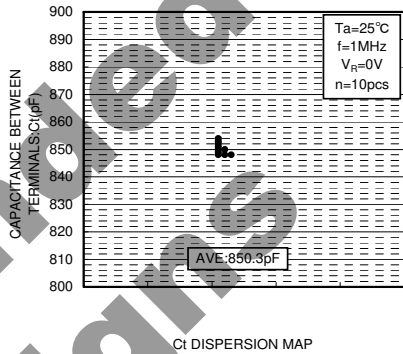 900
890
880
870
860
850
840
830
820
810
800
CAPACITANCE BETWEEN
TERMINALS:Ct(pF)
Ta=25°C
f=1MHz
VR=0V
n=10pcs
AVE:850.3pF
Ct DISPERSION MAP